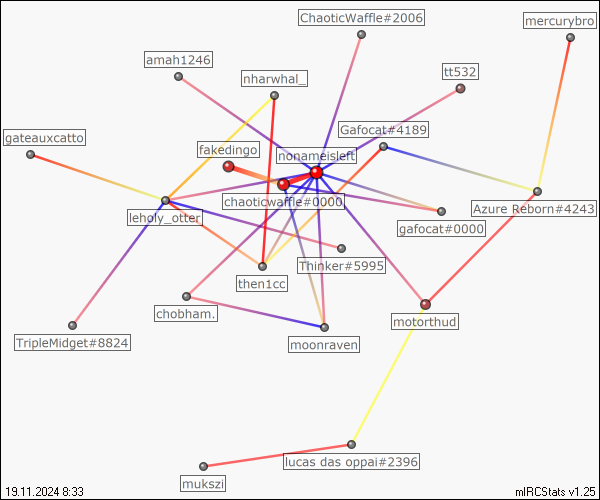 ChaoticWaffle#2006
mercurybro
amah1246
nharwhal_
tt532
Gafocat#4189
gateauxcatto
fakedingo
nonameisleft
chaoticwaffle#0000
leholy_otter
Azure Reborn#4243
gafocat#0000
Thinker#5995
then1cc
chobham.
motorthud
TripleMidget#8824
moonraven
lucas das oppai#2396
mukszi
19.11.2024 8:33
mIRCStats v1.25